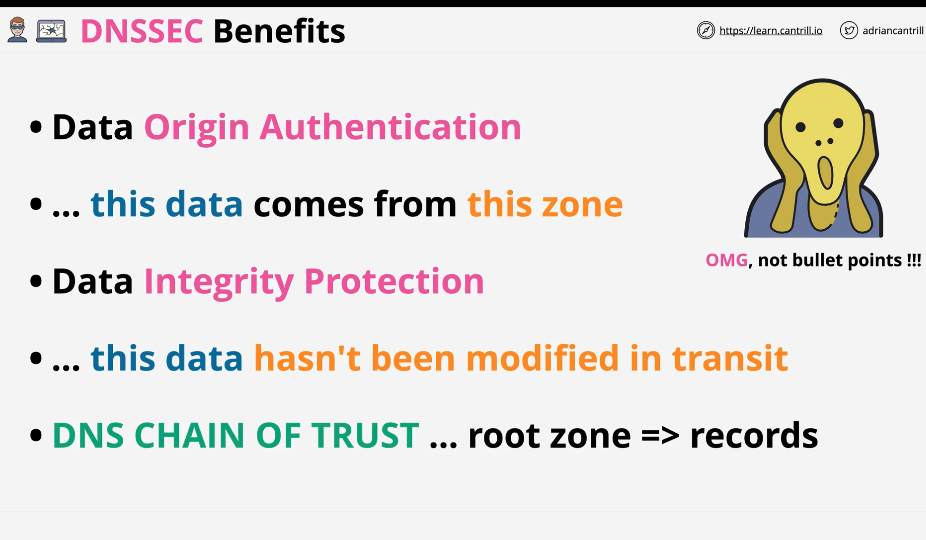 DNSSEC Benefits
https://learn.cantrill.io
adriancantrill
• Data Origin Authentication
• ... this data comes from this zone
OMG, not bullet points !!!
• Data Integrity Protection
• ... this data hasn't been modified in transit
• DNS CHAIN OF TRUST ... root zone => records